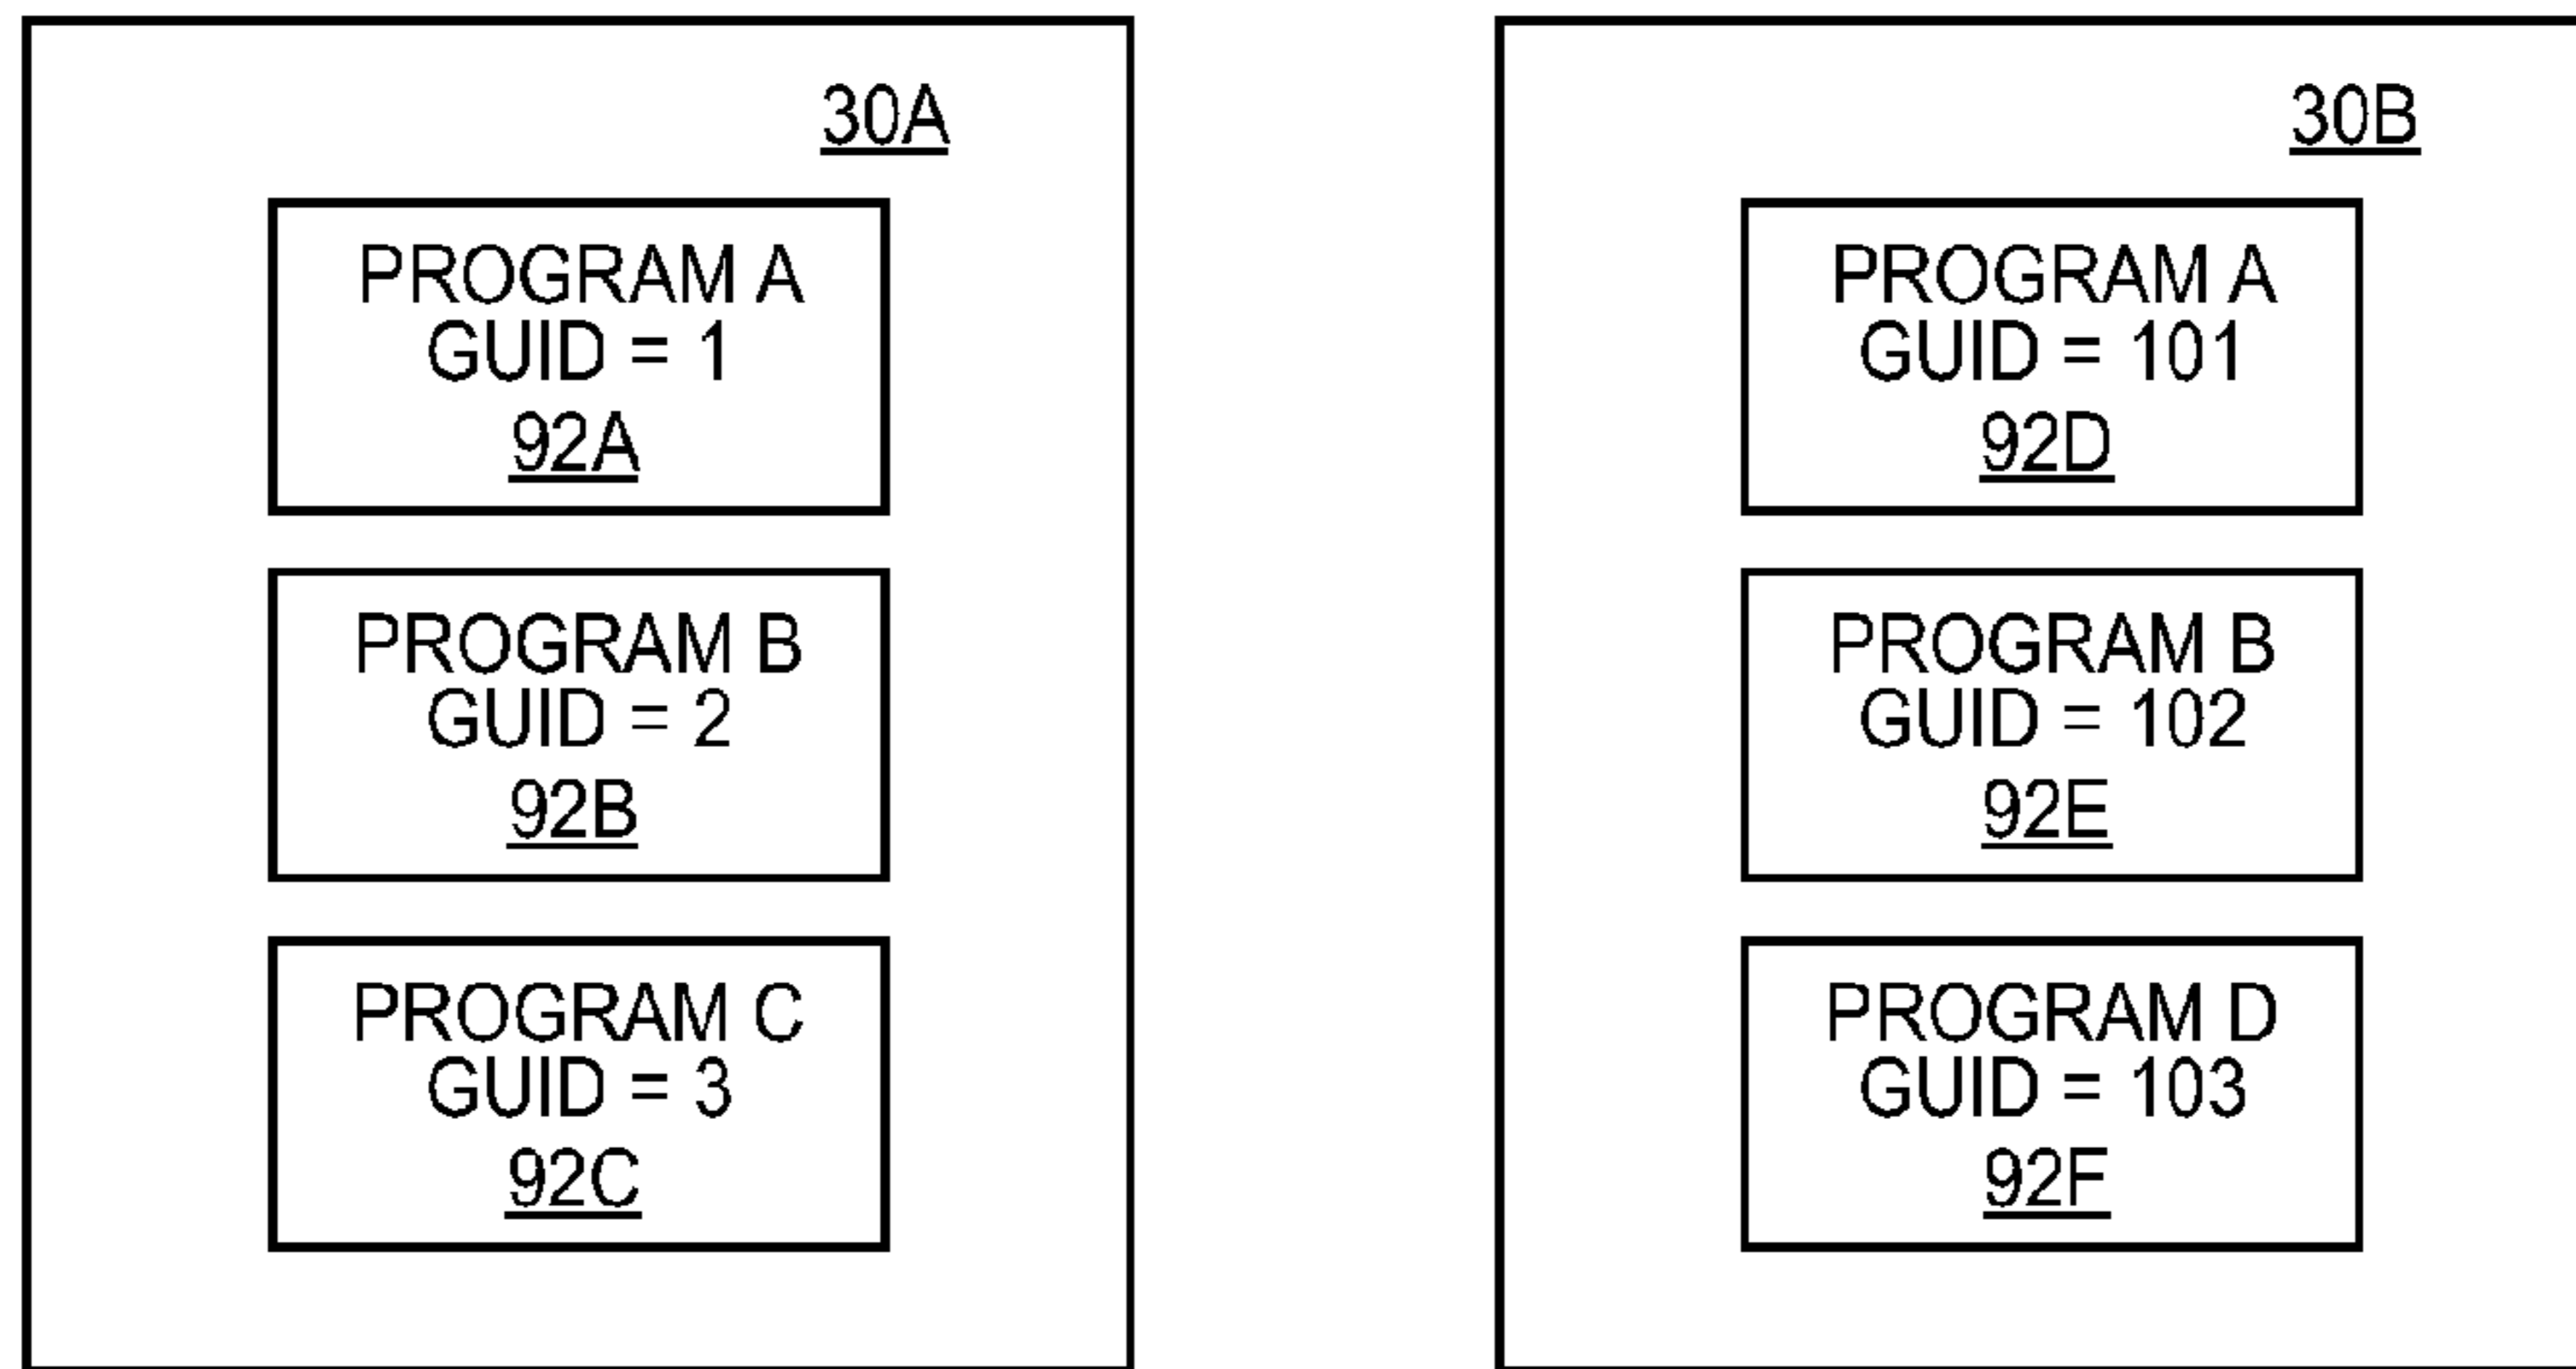 30A
PROGRAM A
GUID = 1
92A
PROGRAM B
GUID = 2
92B
PROGRAM C
GUID = 3
92C
30B
PROGRAM A
GUID = 101
92D
PROGRAM B
GUID = 102
92E
PROGRAM D
GUID = 103
92F